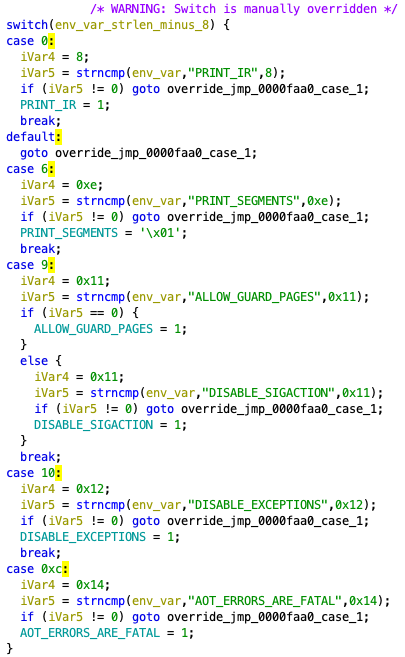 /* WARNING: Switch is manually overridden */
switch(env_var_strlen_minus_8) {
case 0:
  iVar4 = 8;
  iVar5 = strncmp(env_var,"PRINT_IR",8);
  if (iVar5 != 0) goto override_jmp_0000faa0_case_1;
  PRINT_IR = 1;
  break;
default:
  goto override_jmp_0000faa0_case_1;
case 6:
  iVar4 = 0xe;
  iVar5 = strncmp(env_var,"PRINT_SEGMENTS",0xe);
  if (iVar5 != 0) goto override_jmp_0000faa0_case_1;
  PRINT_SEGMENTS = '\x01';
  break;
case 9:
  iVar4 = 0x11;
  iVar5 = strncmp(env_var,"ALLOW_GUARD_PAGES",0x11);
  if (iVar5 == 0) {
    ALLOW_GUARD_PAGES = 1;
  }
  else {
    iVar4 = 0x11;
    iVar5 = strncmp(env_var,"DISABLE_SIGACTION",0x11);
    if (iVar5 != 0) goto override_jmp_0000faa0_case_1;
    DISABLE_SIGACTION = 1;
  }
  break;
case 10:
  iVar4 = 0x12;
  iVar5 = strncmp(env_var,"DISABLE_EXCEPTIONS",0x12);
  if (iVar5 != 0) goto override_jmp_0000faa0_case_1;
  DISABLE_EXCEPTIONS = 1;
  break;
case 0xc:
  iVar4 = 0x14;
  iVar5 = strncmp(env_var,"AOT_ERRORS_ARE_FATAL",0x14);
  if (iVar5 != 0) goto override_jmp_0000faa0_case_1;
  AOT_ERRORS_ARE_FATAL = 1;
}